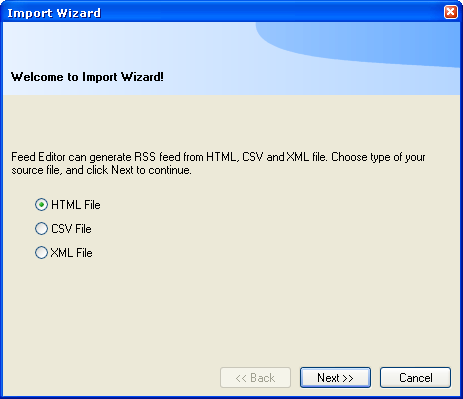 Import Wizard
Welcome to Import Wizard!
Feed Editor can generate RSS feed from HTML, CSV and XML file. Choose type of your
source file, and click Next to continue.
HTML File
CSV File
XML File
<< Back
Next >>
Cancel